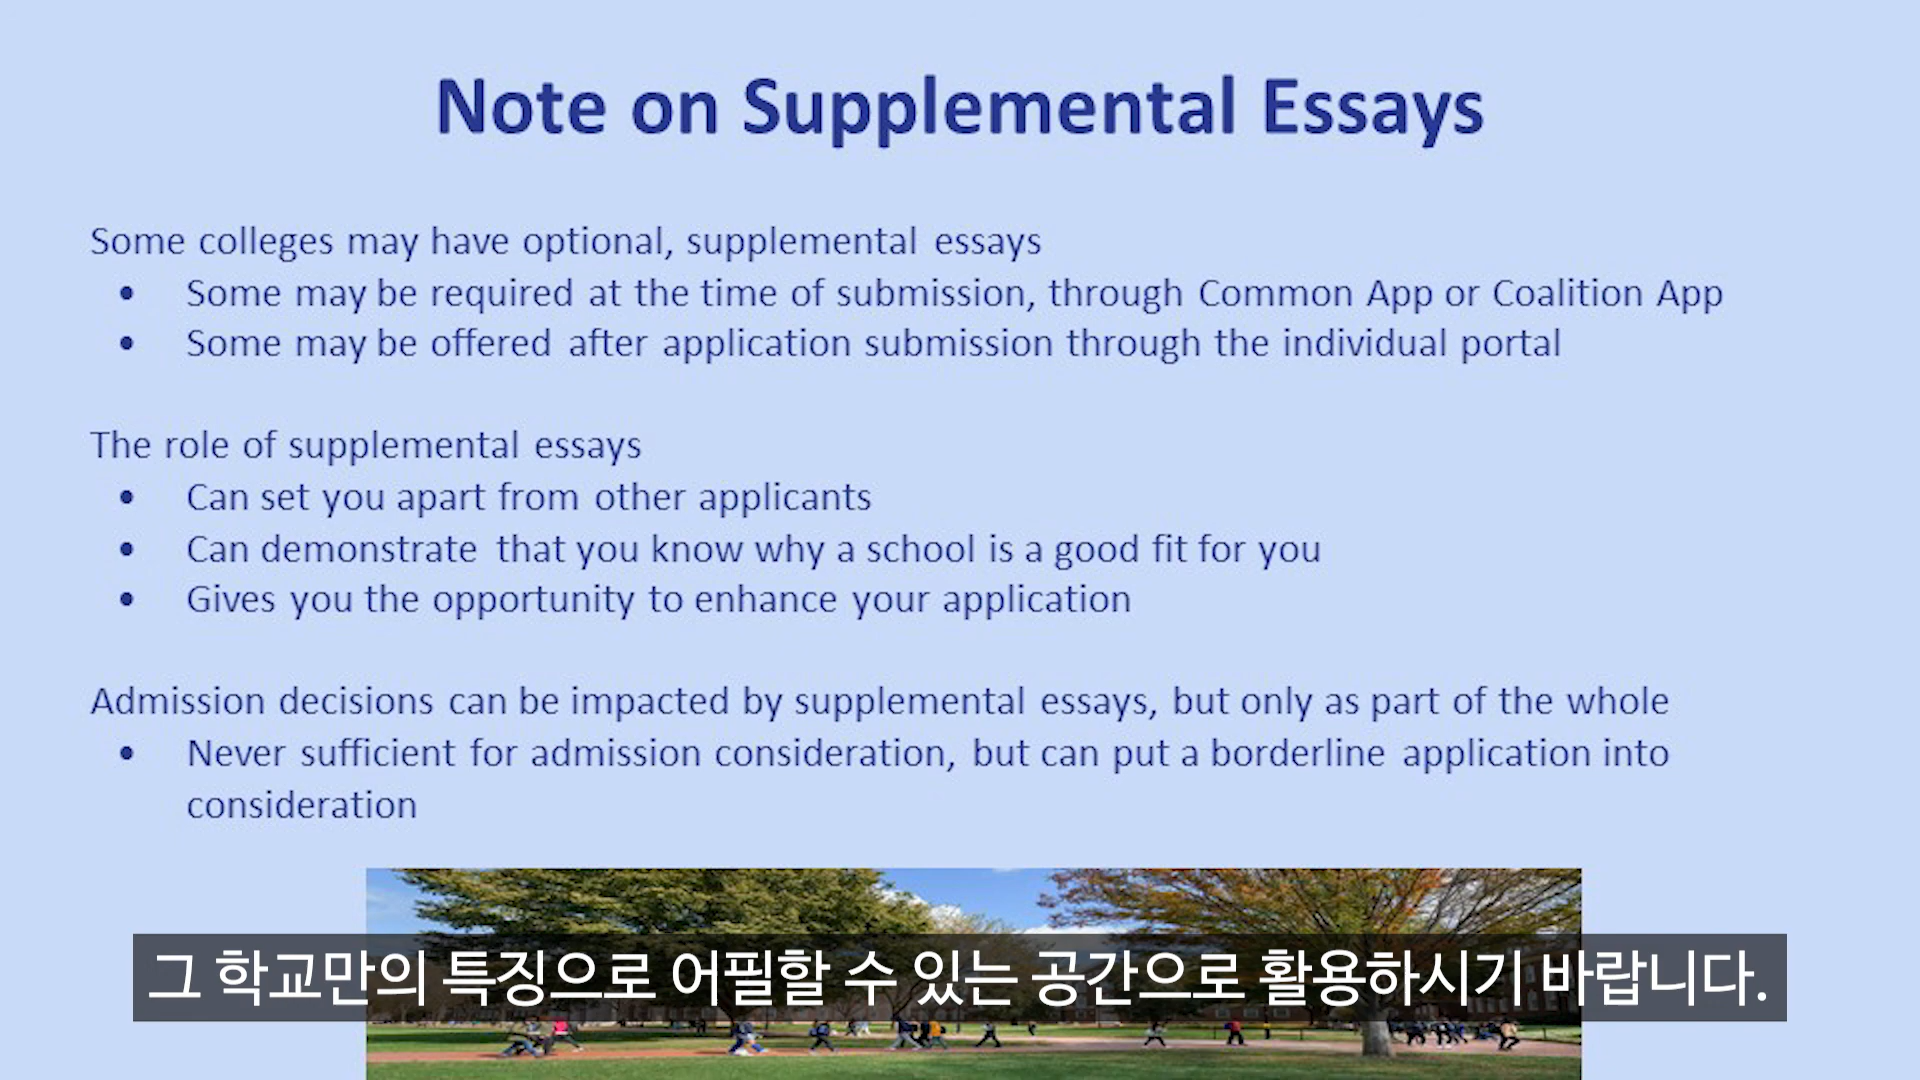 Note on Supplemental Essays
Some colleges may have optional, supplemental essays
• Some may be required at the time of submission, through Common App or Coalition App
• Some may be offered after application submission through the individual portal
The role of supplemental essays
• Can set you apart from other applicants
• Can demonstrate that you know why a school is a good fit for you
• Gives you the opportunity to enhance your application
Admission decisions can be impacted by supplemental essays, but only as part of the whole
• Never sufficient for admission consideration, but can put a borderline application into
consideration
그 학교만의 특징으로 어필할 수 있는 공간으로 활용하시기 바랍니다.